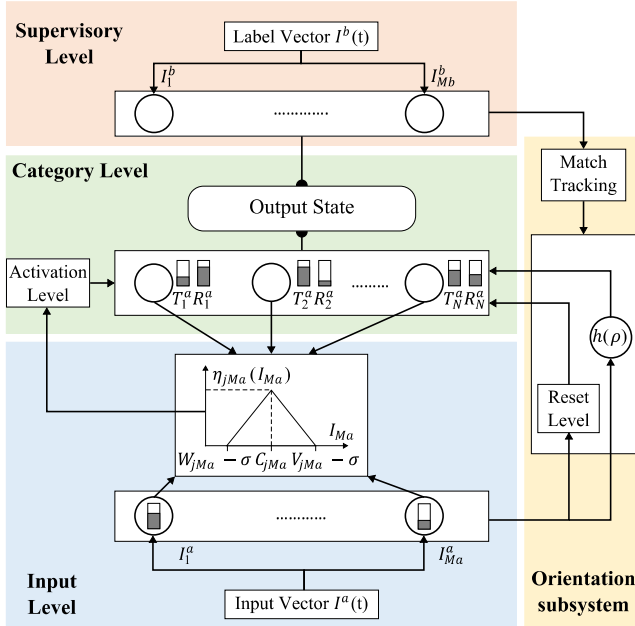 Supervisory
Level
Label Vector I^b(t)
I_1^b
I_{Mb}^b
.............
Category Level
Match
Tracking
Output State
Activation
Level
T_1^a R_1^a
T_2^a R_2^a
.........
T_N^a R_N^a
h(ρ)
η_{jMa}(I_{Ma})
I_{Ma}
W_{jMa} − σ C_{jMa} V_{jMa} − σ
Reset
Level
............
I_1^a
I_{Ma}^a
Input
Level
Input Vector I^a(t)
Orientation
subsystem